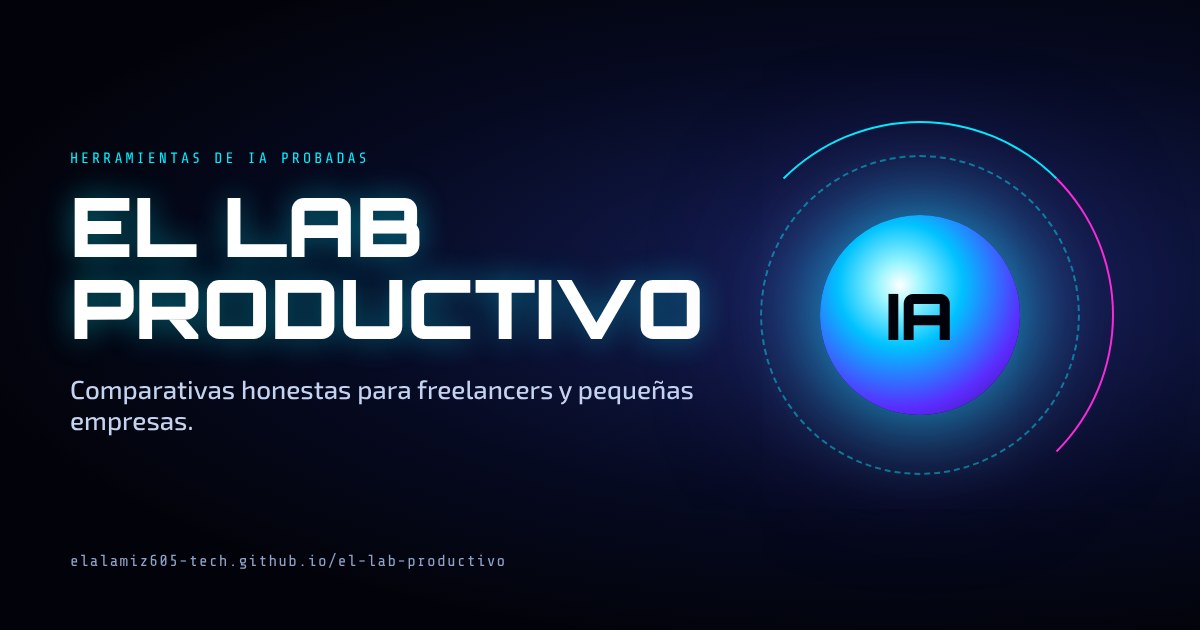 HERRAMIENTAS DE IA PROBADAS
EL LAB
PRODUCTIVO
IA
Comparativas honestas para freelancers y pequeñas
empresas.
elalamiz605-tech.github.io/el-lab-productivo